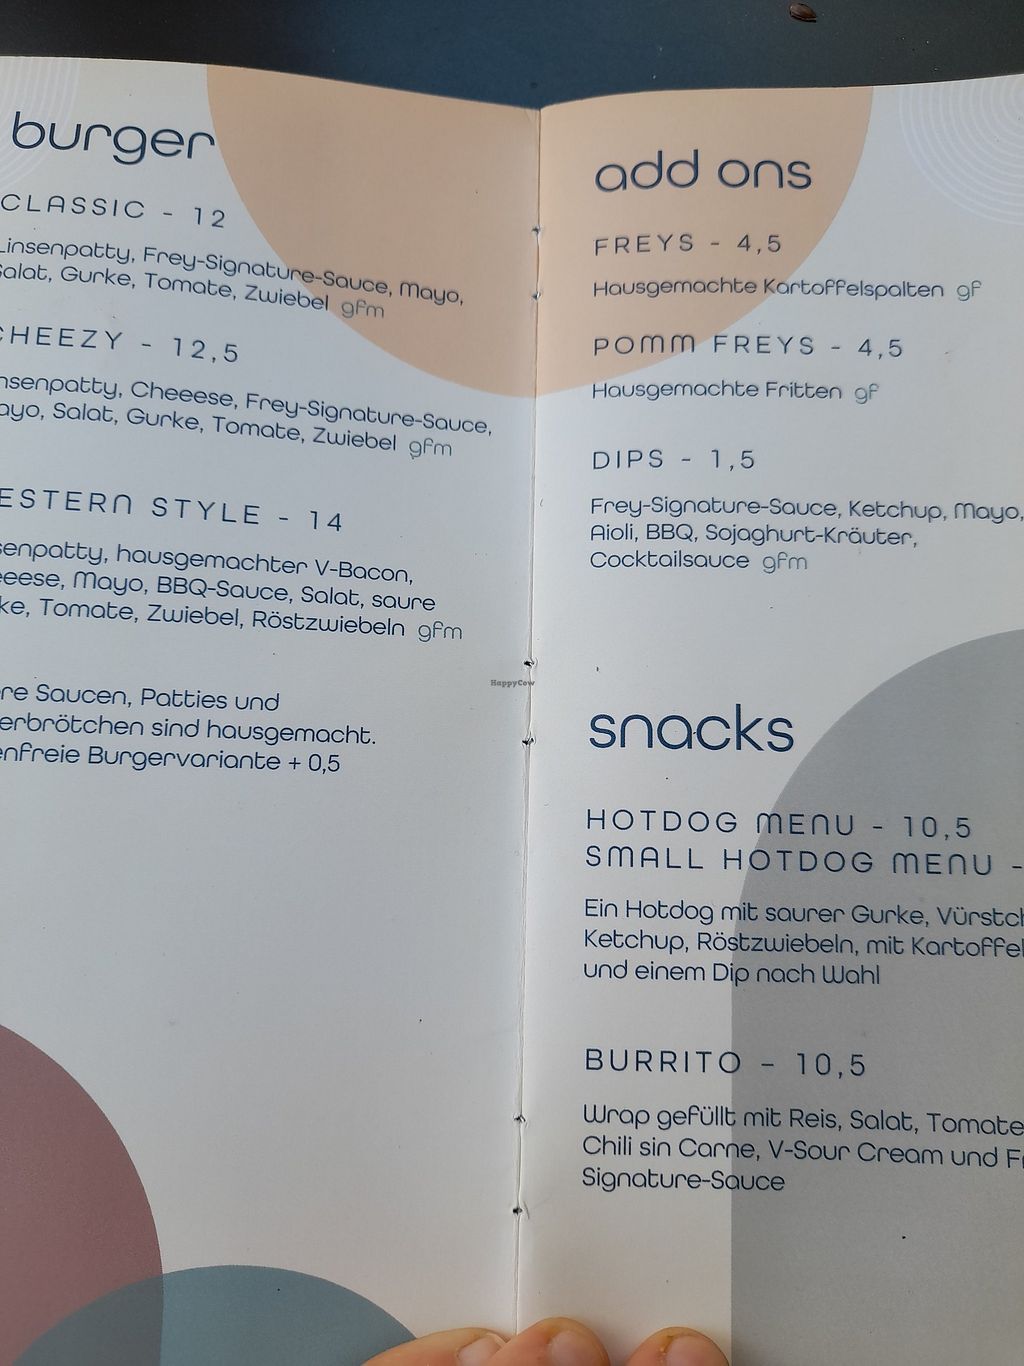 burger
CLASSIC - 12
Linsenpatty, Frey-Signature-Sauce, Mayo,
Salat, Gurke, Tomate, Zwiebel gfm
CHEEZY - 12,5
nsenpatty, Cheeese, Frey-Signature-Sauce,
ayo, Salat, Gurke, Tomate, Zwiebel gfm
ESTERN STYLE - 14
senpatty, hausgemachter V-Bacon,
eeese, Mayo, BBQ-Sauce, Salat, saure
ke, Tomate, Zwiebel, Röstzwiebeln gfm
re Saucen, Patties und
erbrötchen sind hausgemacht.
enfreie Burgervariante + 0,5
add ons
FREYS - 4,5
Hausgemachte Kartoffelspalten gf
POMM FREYS - 4,5
Hausgemachte Fritten gf
DIPS - 1,5
Frey-Signature-Sauce, Ketchup, Mayo,
Aioli, BBQ, Sojaghurt-Kräuter,
Cocktailsauce gfm
HappyCow
snacks
HOTDOG MENU - 10,5
SMALL HOTDOG MENU -
Ein Hotdog mit saurer Gurke, Vürstch
Ketchup, Röstzwiebeln, mit Kartoffel
und einem Dip nach Wahl
BURRITO - 10,5
Wrap gefüllt mit Reis, Salat, Tomate
Chili sin Carne, V-Sour Cream und Fr
Signature-Sauce